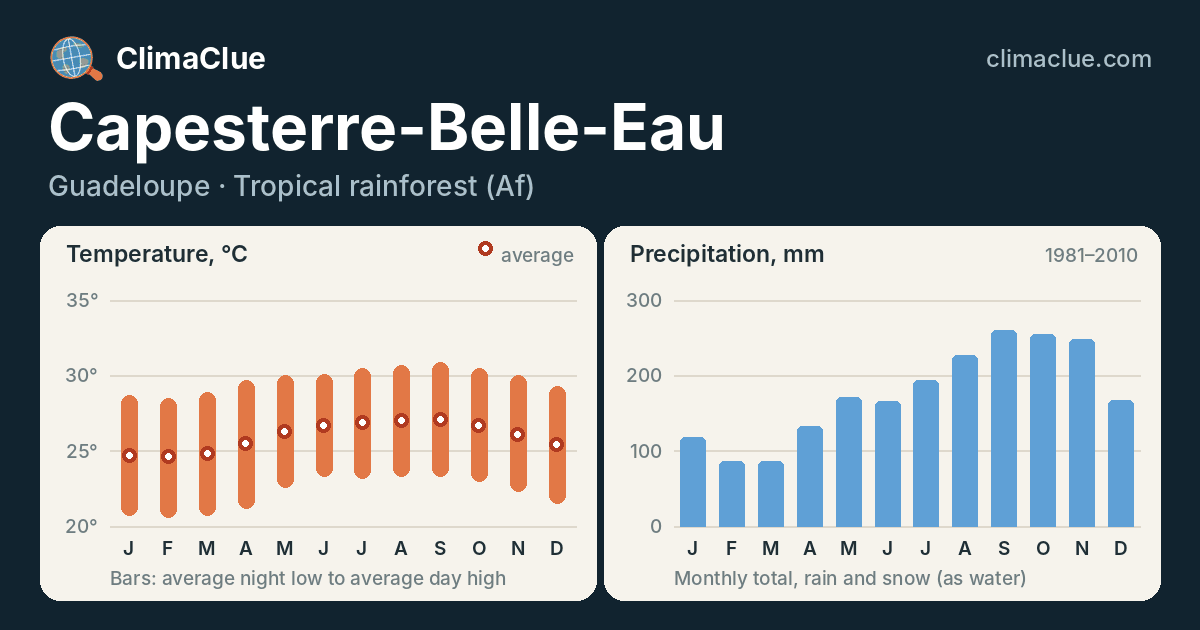 ClimaClue
climaclue.com
Capesterre-Belle-Eau
Guadeloupe · Tropical rainforest (Af)
Temperature, °C
average
35°
30°
25°
20°
J F M A M J J A S O N D
Bars: average night low to average day high
Precipitation, mm
1981–2010
300
200
100
0
J F M A M J J A S O N D
Monthly total, rain and snow (as water)